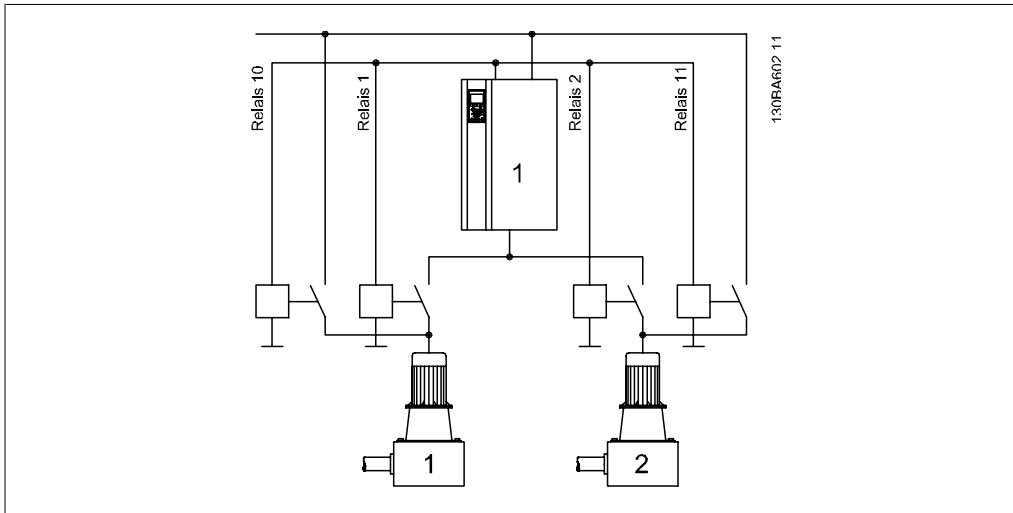 Relais 10
Relais 1
Relais 2
Relais 11
130BA602.11
1
1
2